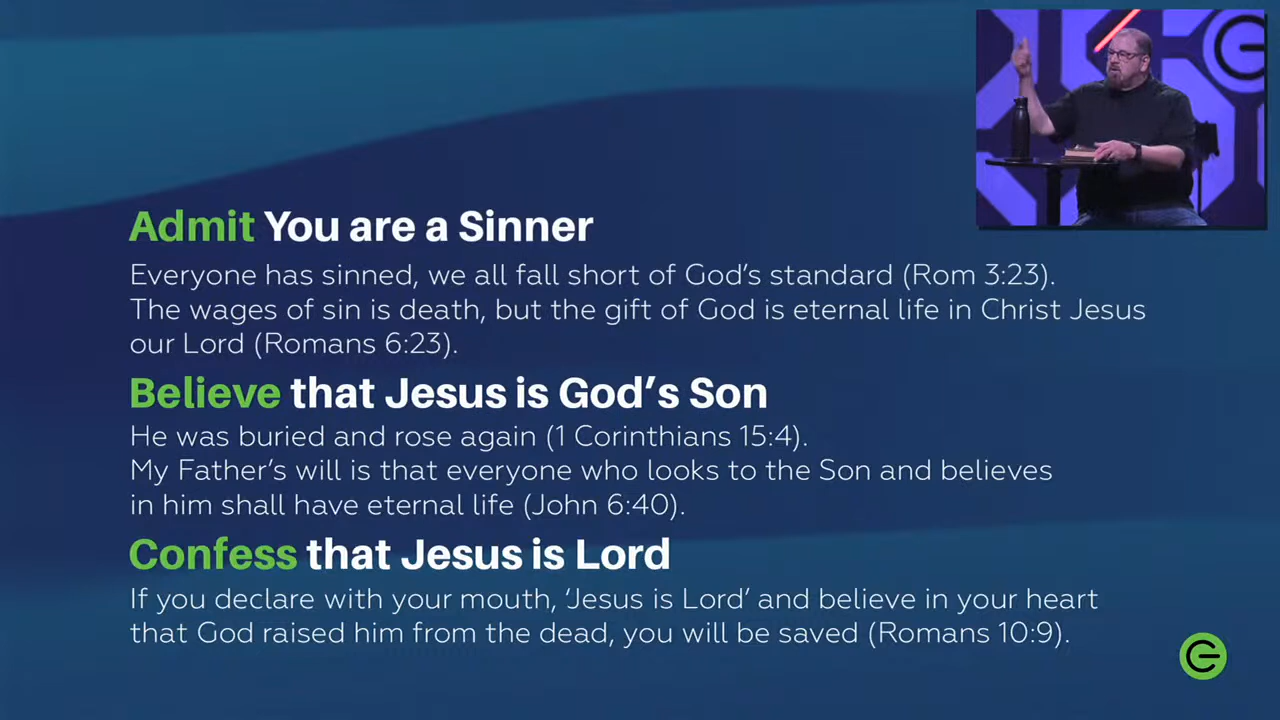 Admit You are a Sinner
Everyone has sinned, we all fall short of God's standard (Rom 3:23).
The wages of sin is death, but the gift of God is eternal life in Christ Jesus
our Lord (Romans 6:23).
Believe that Jesus is God's Son
He was buried and rose again (1 Corinthians 15:4).
My Father's will is that everyone who looks to the Son and believes
in him shall have eternal life (John 6:40).
Confess that Jesus is Lord
If you declare with your mouth, 'Jesus is Lord' and believe in your heart
that God raised him from the dead, you will be saved (Romans 10:9).